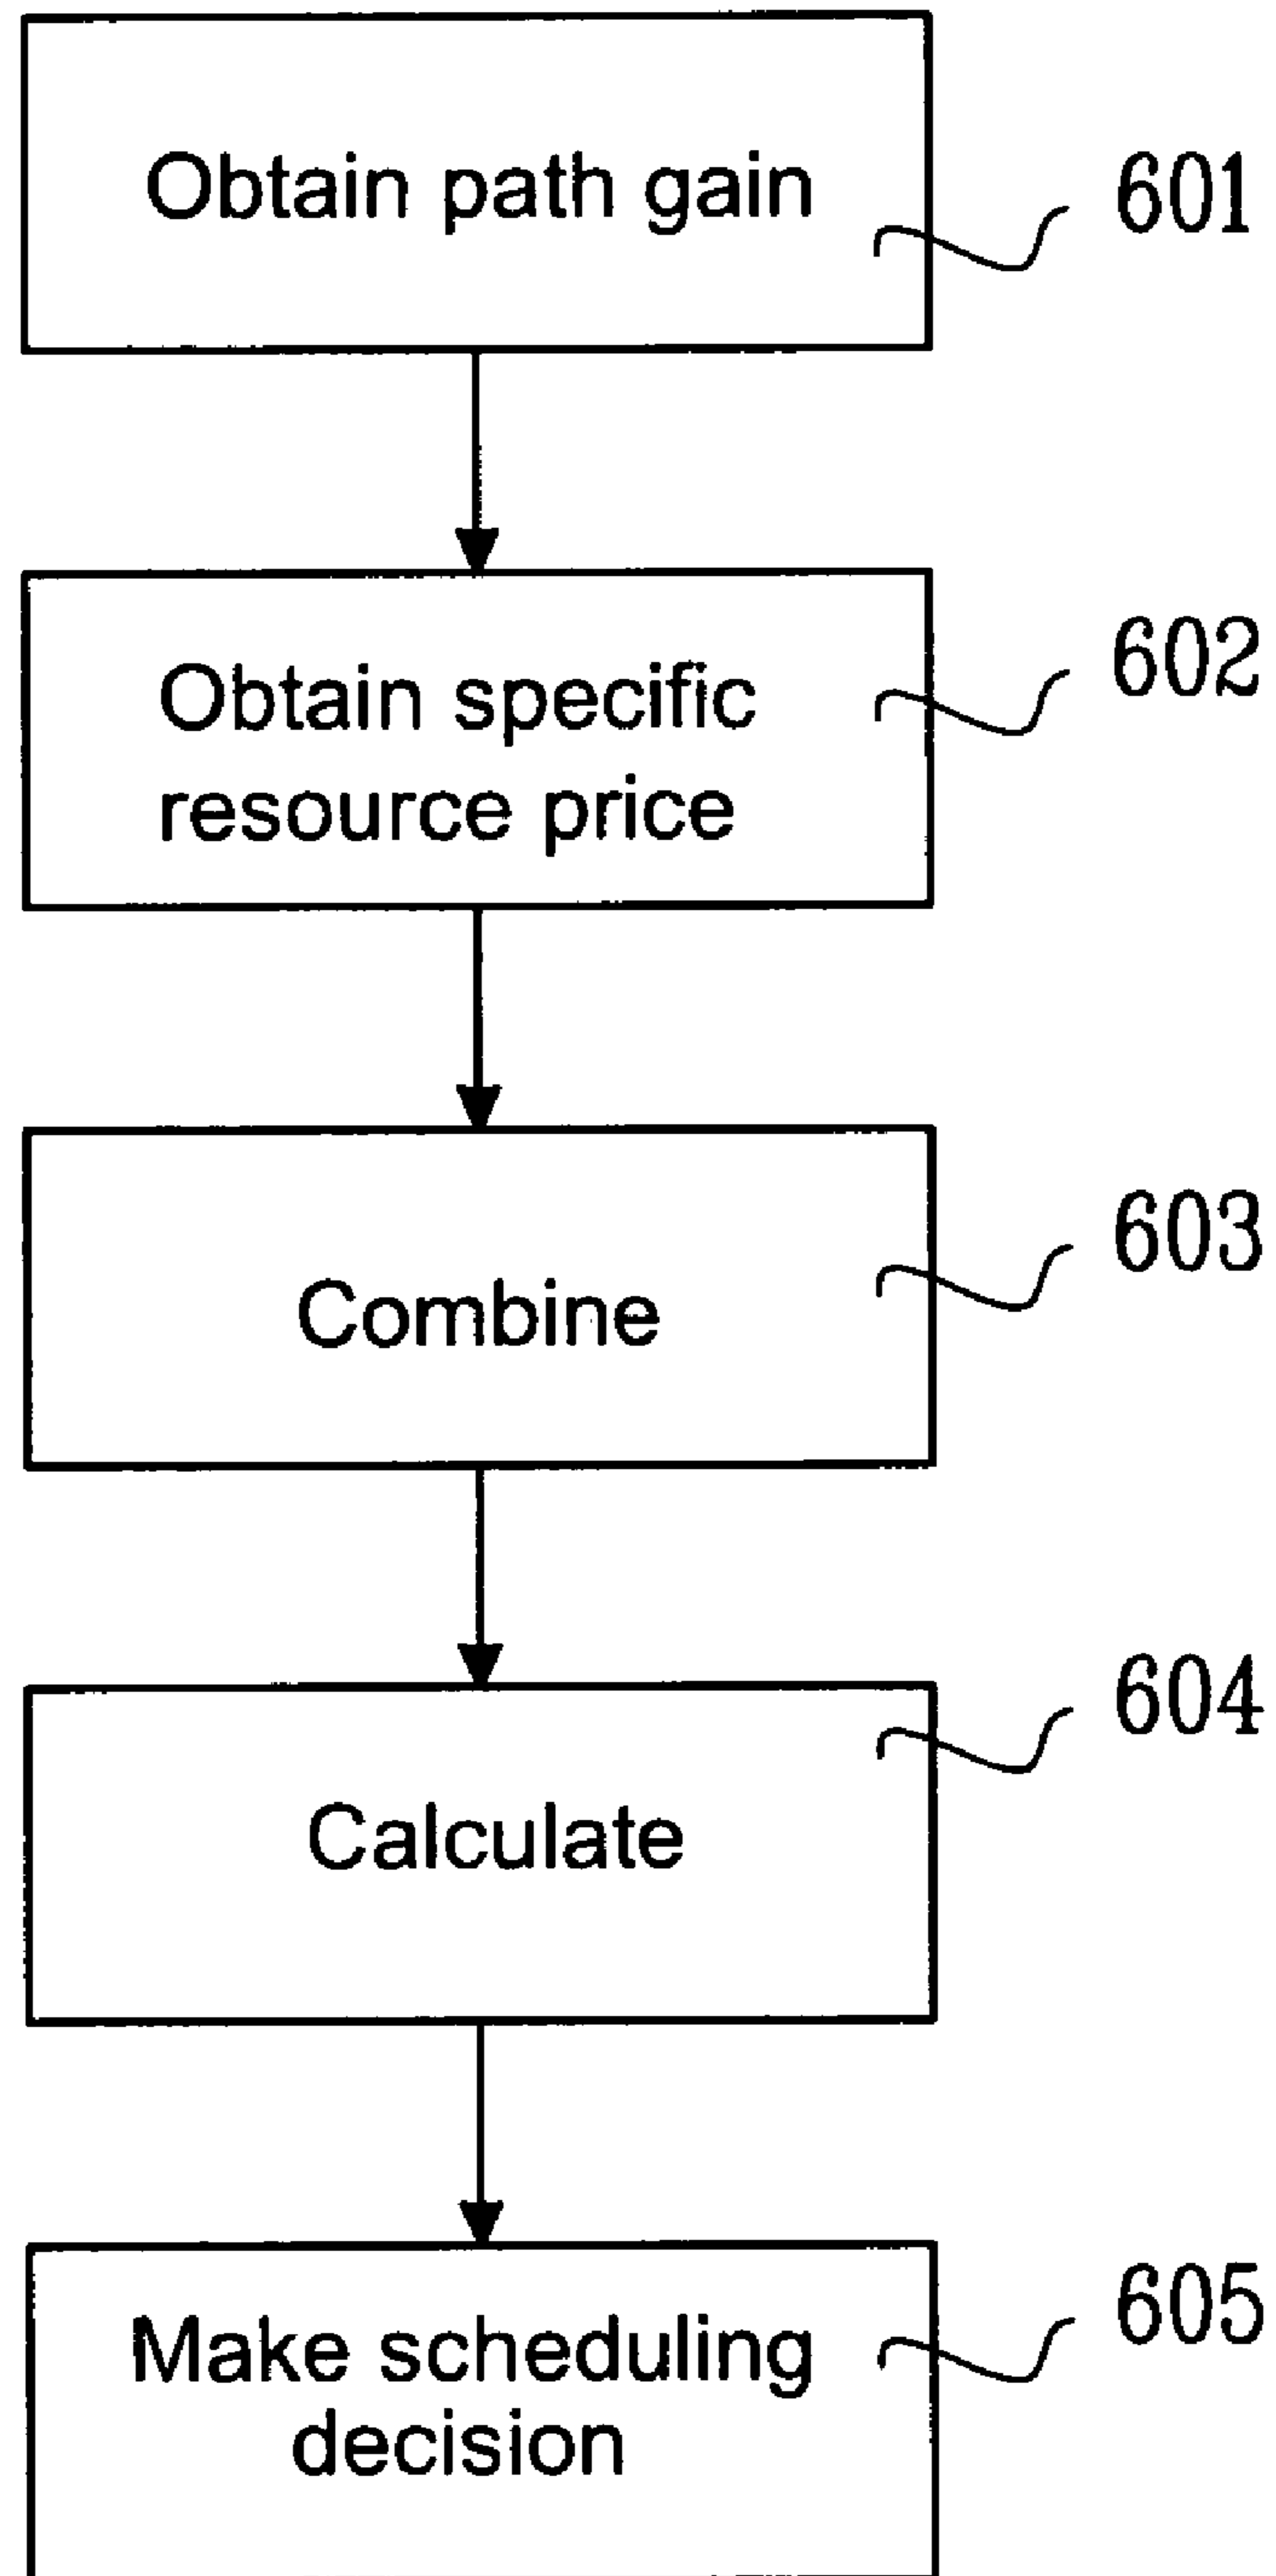 Obtain path gain
601
Obtain specific
resource price
602
Combine
603
Calculate
604
Make scheduling
decision
605